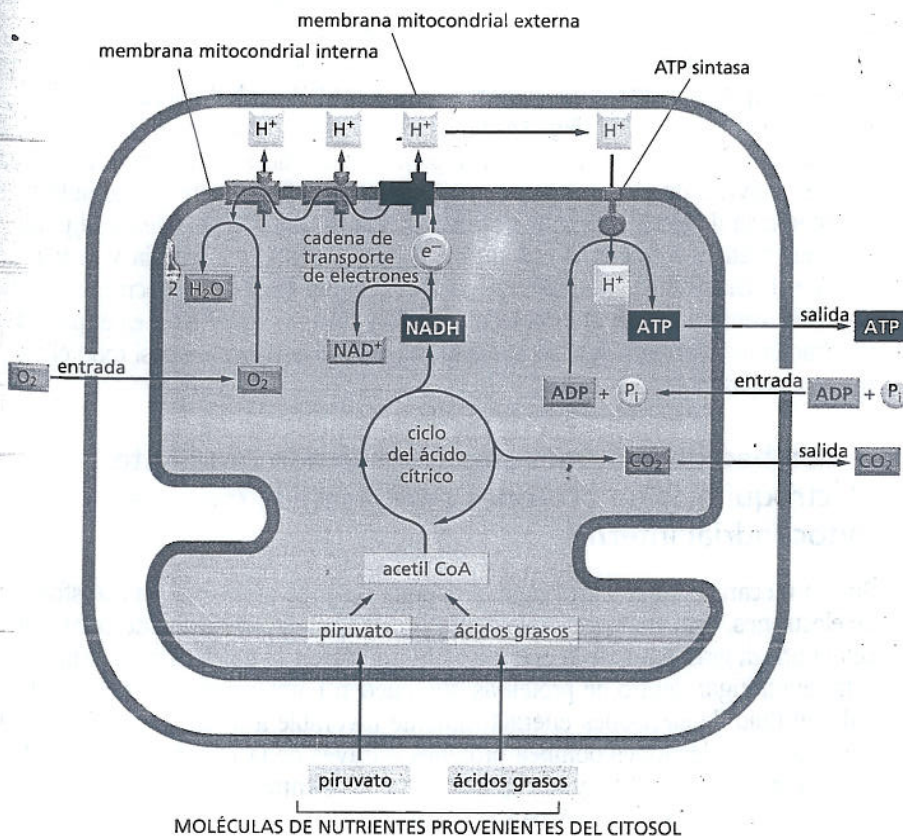 membrana mitocondrial externa
membrana mitocondrial interna
ATP sintasa
H⁺
H⁺
H⁺
H⁺
cadena de
transporte
de electrones
e⁻
2
H₂O
H⁺
NAD⁺
NADH
ATP
salida
ATP
O₂
entrada
O₂
ADP + Pᵢ
entrada
ADP + Pᵢ
ciclo
del ácido
cítrico
CO₂
salida
CO₂
acetil CoA
piruvato
ácidos grasos
piruvato
ácidos grasos
MOLÉCULAS DE NUTRIENTES PROVENIENTES DEL CITOSOL